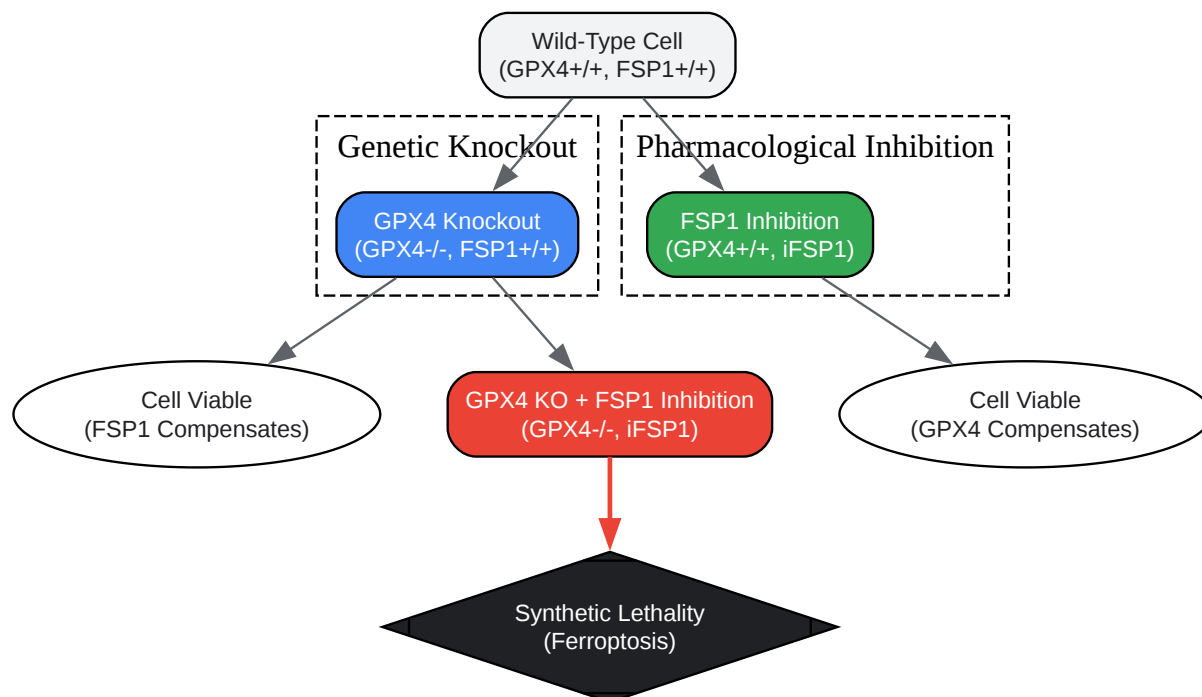 Wild-Type Cell
(GPX4+/+, FSP1+/+)
Genetic Knockout
Pharmacological Inhibition
GPX4 Knockout
(GPX4-/-, FSP1+/+)
FSP1 Inhibition
(GPX4+/+, iFSP1)
Cell Viable
(FSP1 Compensates)
GPX4 KO + FSP1 Inhibition
(GPX4-/-, iFSP1)
Cell Viable
(GPX4 Compensates)
Synthetic Lethality
(Ferroptosis)